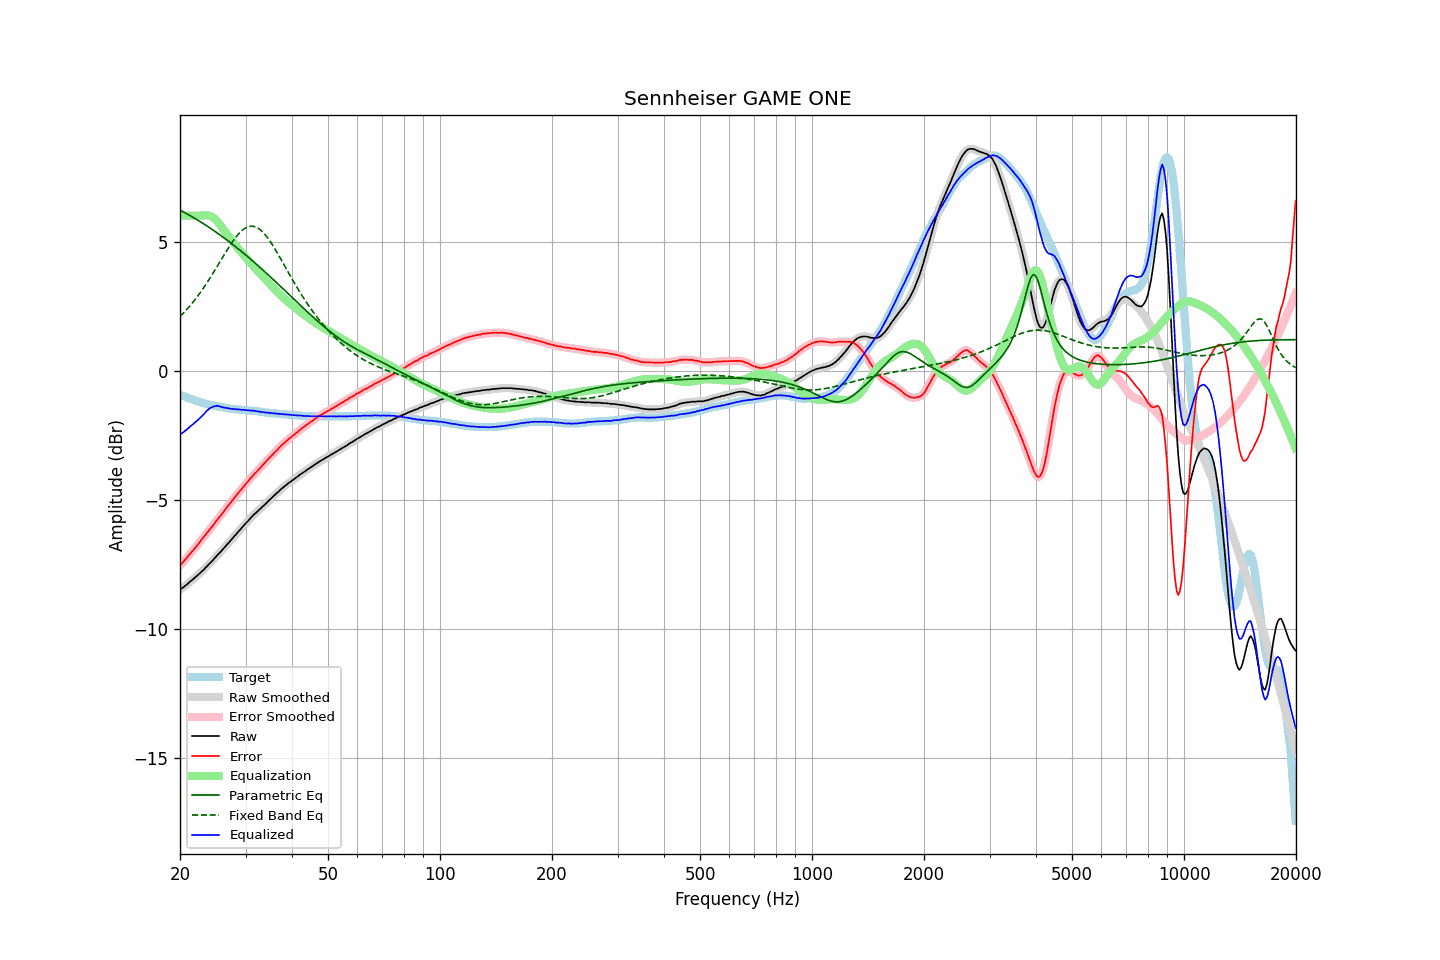 Sennheiser GAME ONE
Amplitude (dBr)
5
0
−5
−10
−15
Target
Raw Smoothed
Error Smoothed
Raw
Error
Equalization
Parametric Eq
Fixed Band Eq
Equalized
20 50 100 200 500 1000 2000 5000 10000 20000
Frequency (Hz)